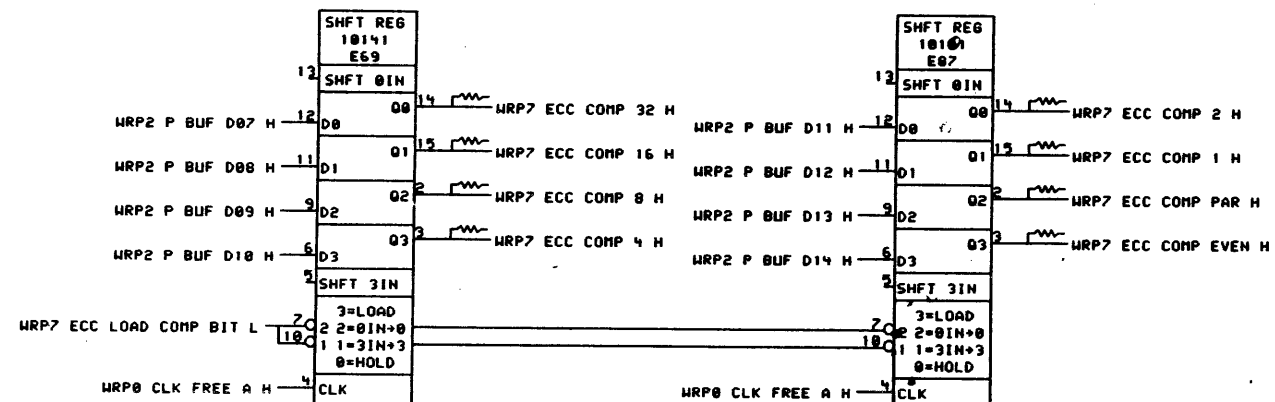 SHFT REG
10141
E69
13
SHFT 0IN
WRP2 P BUF D07 H 12 D0
Q0 14 WRP7 ECC COMP 32 H
WRP2 P BUF D08 H 11 D1
Q1 15 WRP7 ECC COMP 16 H
WRP2 P BUF D09 H 9 D2
Q2 2 WRP7 ECC COMP 8 H
WRP2 P BUF D10 H 6 D3
Q3 3 WRP7 ECC COMP 4 H
5
SHFT 3IN
3=LOAD
WRP7 ECC LOAD COMP BIT L 7 2 2=0IN→0
10 1 1=3IN→3
0=HOLD
WRP0 CLK FREE A H 4 CLK
SHFT REG
E87
13
SHFT 0IN
WRP2 P BUF D11 H 12 D0
Q0 14 WRP7 ECC COMP 2 H
WRP2 P BUF D12 H 11 D1
Q1 15 WRP7 ECC COMP 1 H
WRP2 P BUF D13 H 9 D2
Q2 2 WRP7 ECC COMP PAR H
WRP2 P BUF D14 H 6 D3
Q3 3 WRP7 ECC COMP EVEN H
5
SHFT 3IN
3=LOAD
7 2 2=0IN→0
10 1 1=3IN→3
0=HOLD
WRP0 CLK FREE A H 4 CLK